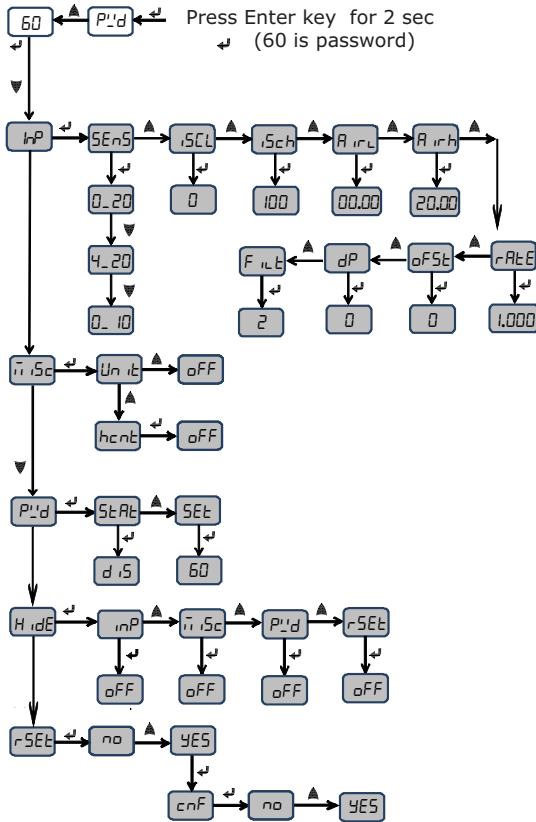 60 PWd Press Enter key for 2 sec
(60 is password)
inP SEnS iSCL iSch AirL Airh
0_20 0 100 00.00 20.00
4_20 FiLt dP oFSt rAtE
0_10 2 0 0 1.000
miSc Unit oFF
hcnt oFF
PWd StAt SEt
diS 60
HidE inP miSc PWd rSEt
oFF oFF oFF oFF
rSEt no YES
cnF no YES